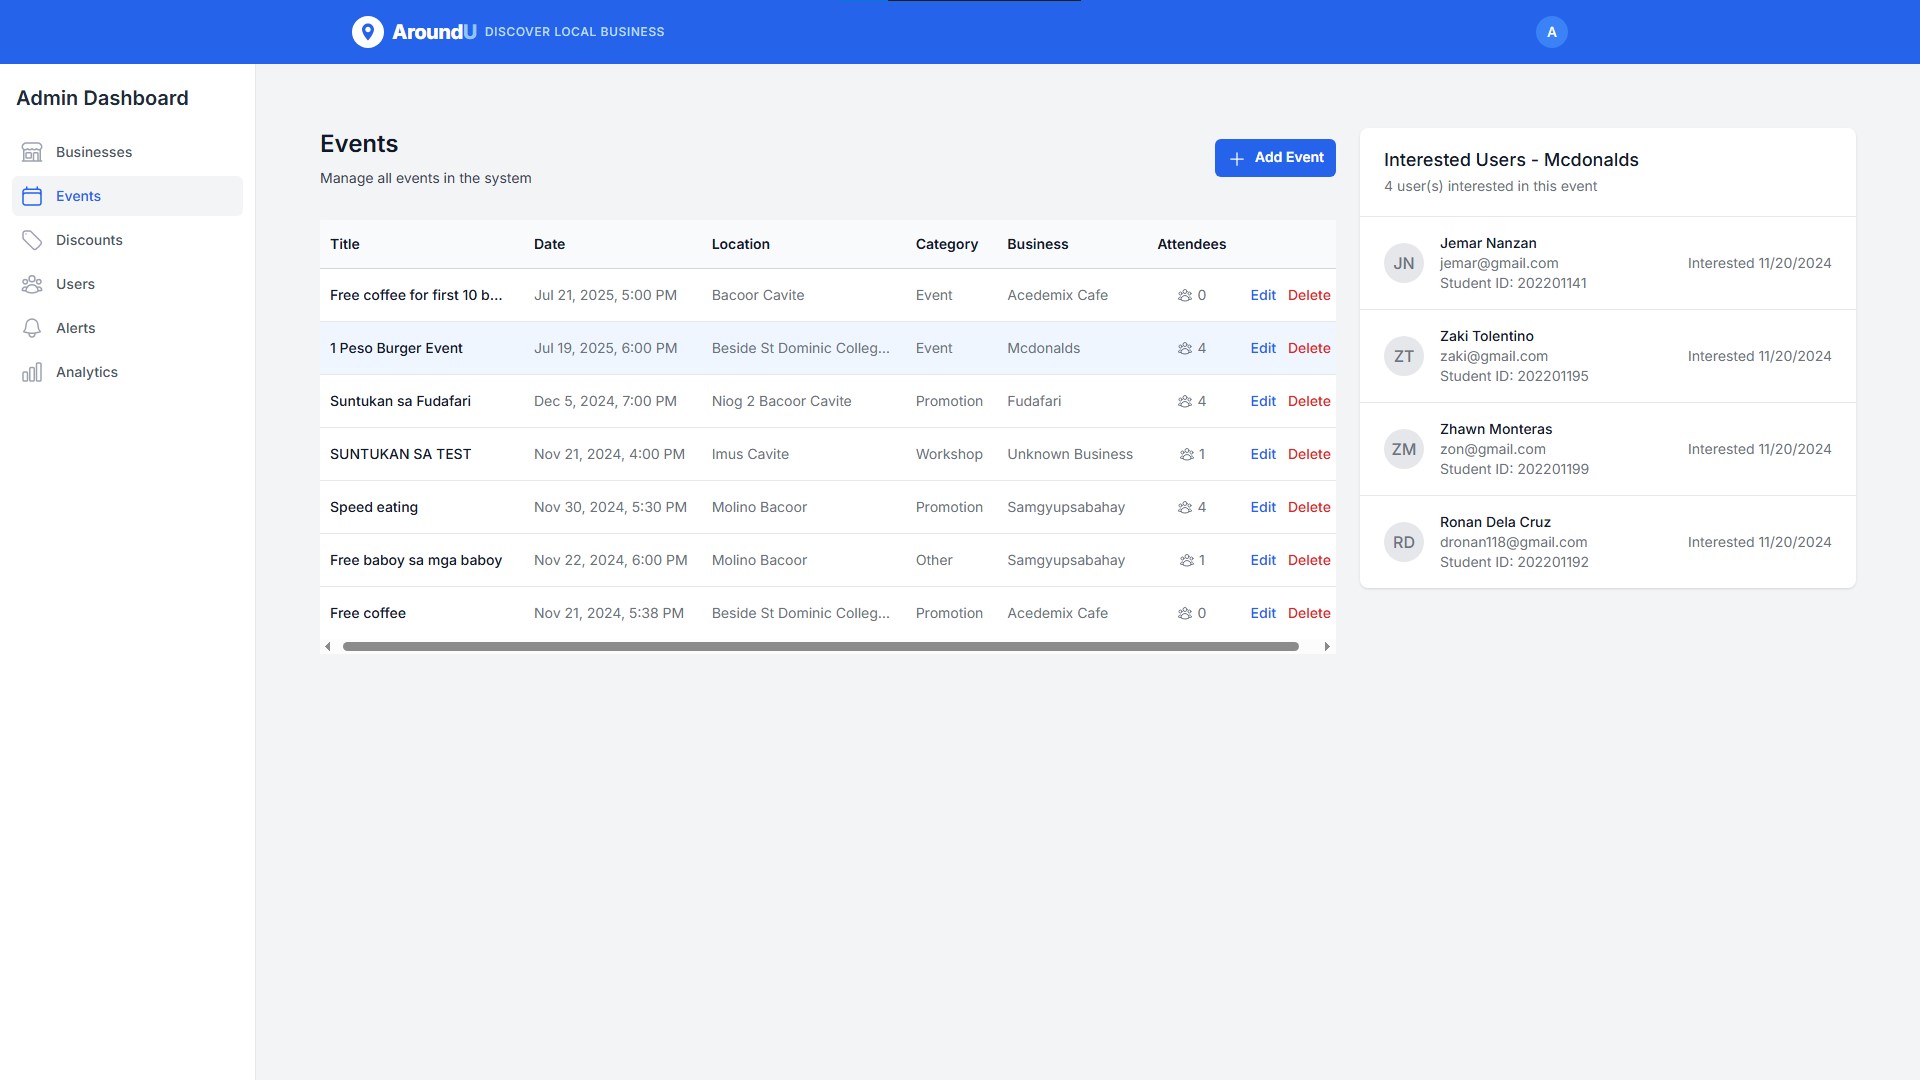 AroundU DISCOVER LOCAL BUSINESS
A
Admin Dashboard
Businesses
Events
Discounts
Users
Alerts
Analytics
Events
Manage all events in the system
Add Event
Title Date Location Category Business Attendees
Free coffee for first 10 b... Jul 21, 2025, 5:00 PM Bacoor Cavite Event Acedemix Cafe 0 Edit Delete
1 Peso Burger Event Jul 19, 2025, 6:00 PM Beside St Dominic Colleg... Event Mcdonalds 4 Edit Delete
Suntukan sa Fudafari Dec 5, 2024, 7:00 PM Niog 2 Bacoor Cavite Promotion Fudafari 4 Edit Delete
SUNTUKAN SA TEST Nov 21, 2024, 4:00 PM Imus Cavite Workshop Unknown Business 1 Edit Delete
Speed eating Nov 30, 2024, 5:30 PM Molino Bacoor Promotion Samgyupsabahay 4 Edit Delete
Free baboy sa mga baboy Nov 22, 2024, 6:00 PM Molino Bacoor Other Samgyupsabahay 1 Edit Delete
Free coffee Nov 21, 2024, 5:38 PM Beside St Dominic Colleg... Promotion Acedemix Cafe 0 Edit Delete
Interested Users - Mcdonalds
4 user(s) interested in this event
JN
Jemar Nanzan
jemar@gmail.com
Student ID: 202201141
Interested 11/20/2024
ZT
Zaki Tolentino
zaki@gmail.com
Student ID: 202201195
Interested 11/20/2024
ZM
Zhawn Monteras
zon@gmail.com
Student ID: 202201199
Interested 11/20/2024
RD
Ronan Dela Cruz
dronan118@gmail.com
Student ID: 202201192
Interested 11/20/2024